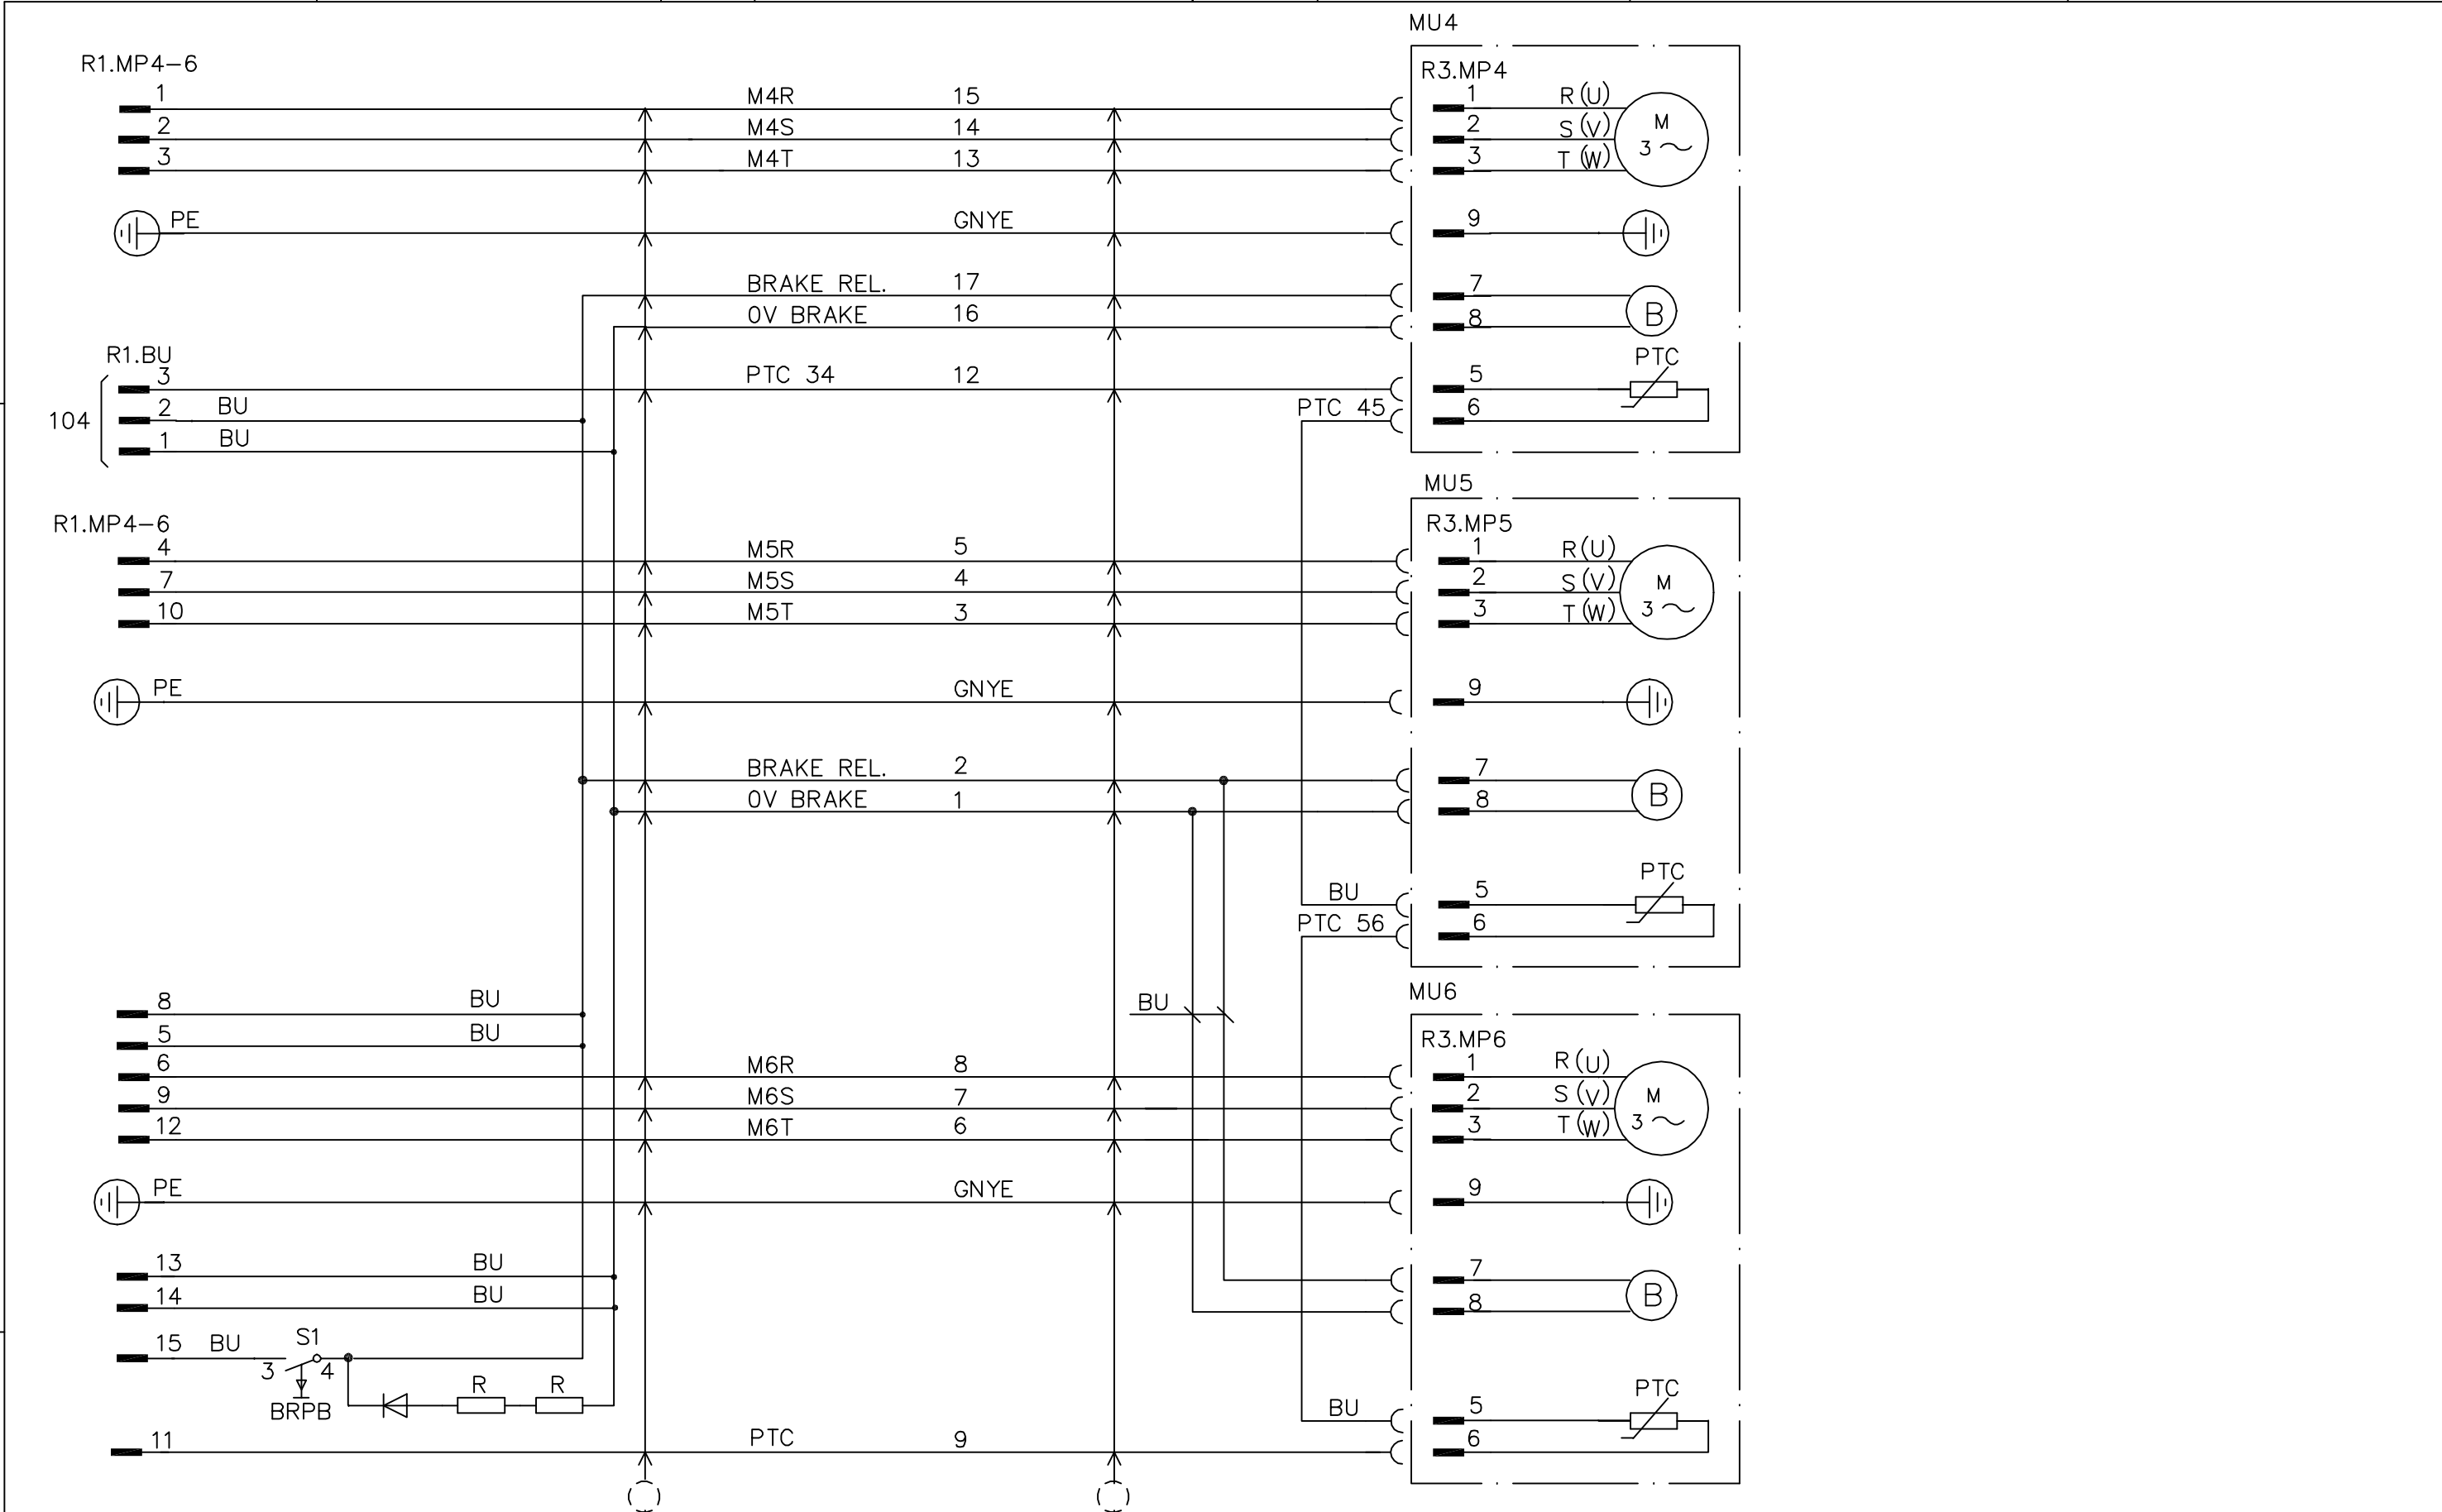 MU4
R1.MP4-6
R3.MP4
1 M4R 15 1 R(U)
2 M4S 14 2 S(V) M
3 M4T 13 3 T(W) 3
PE GNYE 9
BRAKE REL. 17 7
0V BRAKE 16 8 B
R1.BU PTC
3 PTC 34 12 5
104 2 BU PTC 45 6
1 BU
MU5
R1.MP4-6 R3.MP5
4 M5R 5 1 R(U)
7 M5S 4 2 S(V) M
10 M5T 3 3 T(W) 3
PE GNYE 9
BRAKE REL. 2 7
0V BRAKE 1 8 B
PTC
BU 5
PTC 56 6
MU6
8 BU BU
5 BU R3.MP6
6 M6R 8 1 R(U)
9 M6S 7 2 S(V) M
12 M6T 6 3 T(W) 3
PE GNYE 9
13 BU 7
14 BU 8 B
15 BU S1
3 4
R R PTC
BRPB BU 5
11 PTC 9 6